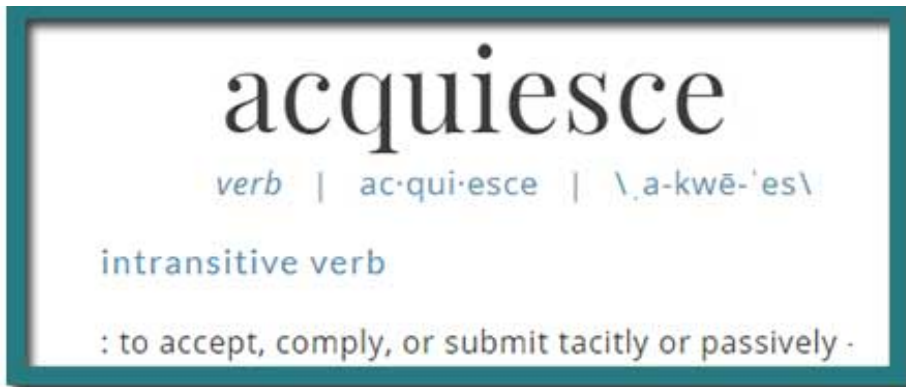 acquiesce
verb | ac·qui·esce | \ˌa-kwē-ˈes\
intransitive verb
: to accept, comply, or submit tacitly or passively -